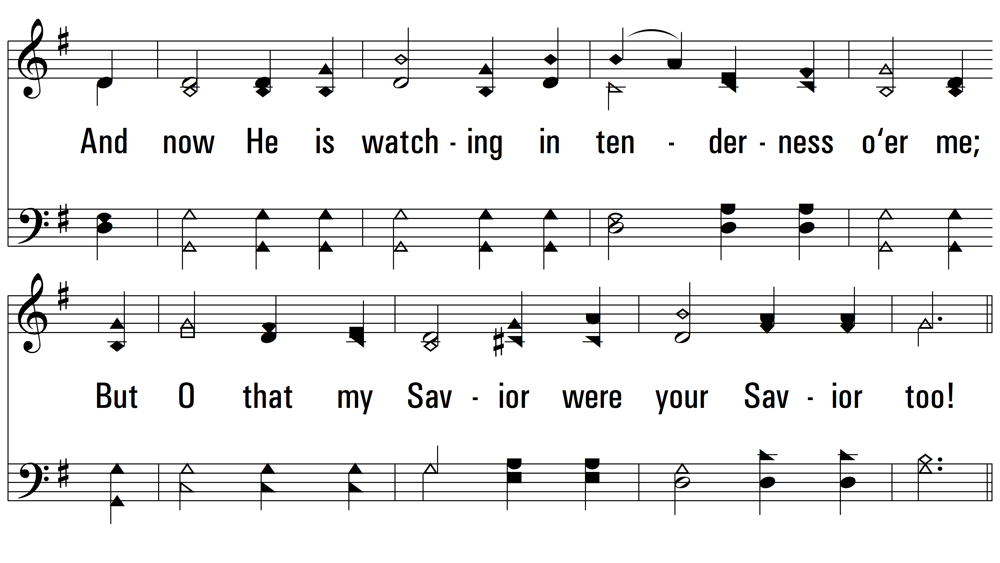 And now He is watch - ing in ten - der - ness o‘er me;
But O that my Sav - ior were your Sav - ior too!